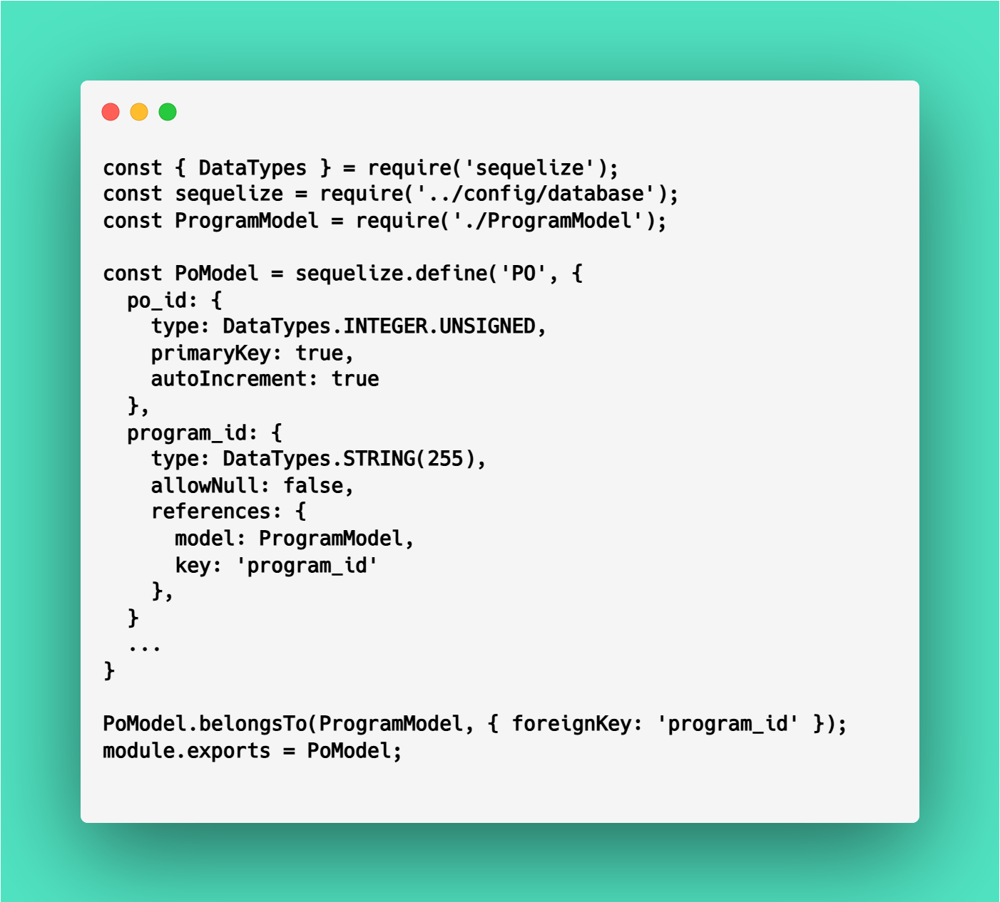 const { DataTypes } = require('sequelize');
const sequelize = require('../config/database');
const ProgramModel = require('./ProgramModel');

const PoModel = sequelize.define('PO', {
  po_id: {
    type: DataTypes.INTEGER.UNSIGNED,
    primaryKey: true,
    autoIncrement: true
  },
  program_id: {
    type: DataTypes.STRING(255),
    allowNull: false,
    references: {
      model: ProgramModel,
      key: 'program_id'
    },
  }
  ...
}

PoModel.belongsTo(ProgramModel, { foreignKey: 'program_id' });
module.exports = PoModel;